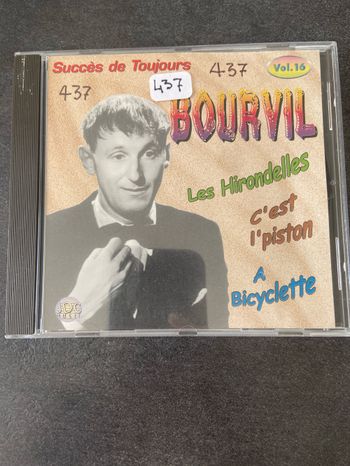 Succès de Toujours
437
Vol.16
437
437
BOURVIL
Les Hirondelles
C'est
l'piston
A
Bicyclette